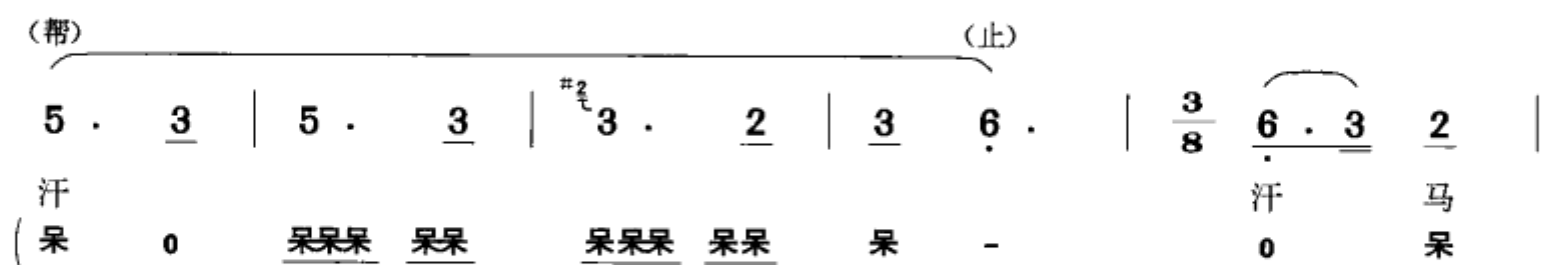 (帮) (止)
5 . 3 | 5 . 3 | #2 3 . 2 | 3 6 . | 3/8 6 . 3 2 |
汗 汗 马
(呆 0 呆呆呆 呆呆 呆呆呆 呆呆 呆 - 0 呆